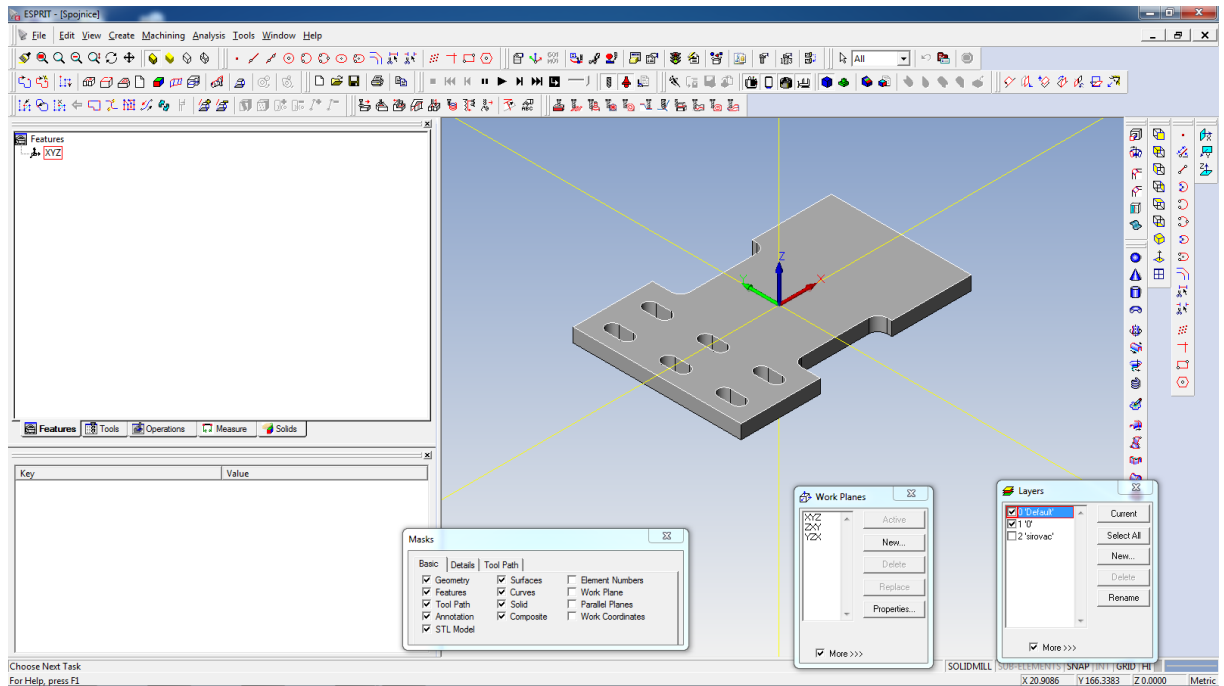 ESPRIT - [Spojnice]
File Edit View Create Machining Analysis Tools Window Help
All
Features
XYZ
Z
X
Features Tools Operations Measure Solids
Key Value
Masks
Basic Details Tool Path
Geometry Surfaces Element Numbers
Features Curves Work Plane
Tool Path Solid Parallel Planes
Annotation Composite Work Coordinates
STL Model
Work Planes
XYZ
ZXY
YZX
Active
New...
Delete
Replace
Properties...
More >>>
Layers
0 'Default'
1 '0'
2 'sirovac'
Current
Select All
New...
Delete
Rename
More >>>
Choose Next Task
SOLIDMILL SUB-ELEMENTS SNAP INT GRID HI
For Help, press F1
X 20.9086 Y 166.3383 Z 0.0000 Metric